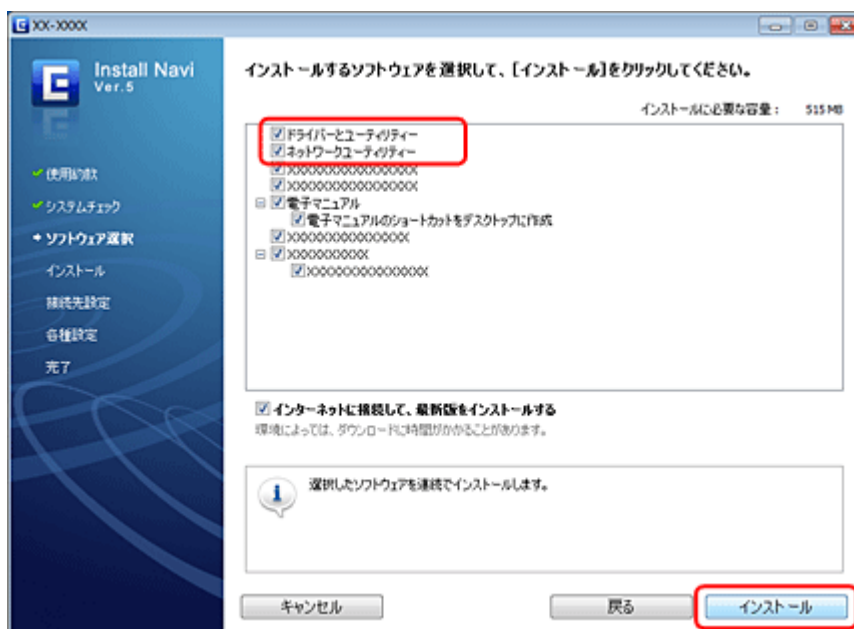 XX-XXXX
Install Navi
Ver.5
インストールするソフトウェアを選択して、[インストール]をクリックしてください。
インストールに必要な容量： 515 MB
ドライバーとユーティリティー
ネットワークユーティリティー
XXXXXXXXXXXXXXXXX
XXXXXXXXXXXXXXXXX
電子マニュアル
電子マニュアルのショートカットをデスクトップに作成
XXXXXXXXXXXXXXXX
XXXXXXXXXXX
XXXXXXXXXXXXXXXX
使用許諾
システムチェック
ソフトウェア選択
インストール
接続先設定
各種設定
完了
インターネットに接続して、最新版をインストールする
環境によっては、ダウンロードに時間がかかることがあります。
選択したソフトウェアを連続でインストールします。
キャンセル
戻る
インストール